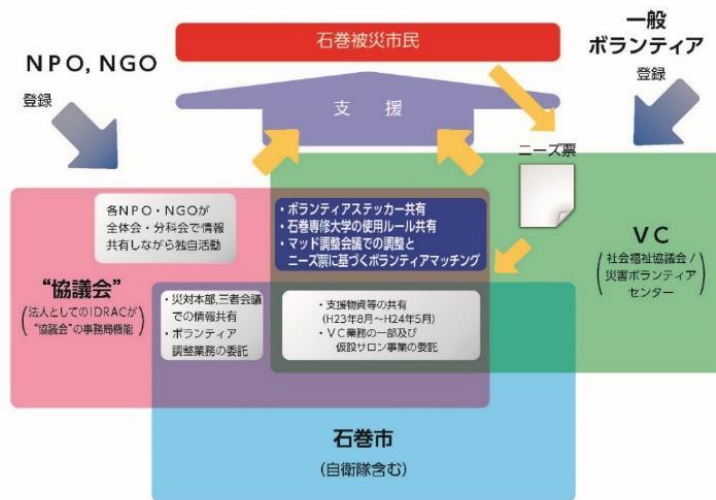 石巻被災市民
NPO, NGO
登録
一般
ボランティア
登録
支　援
ニーズ票
各NPO・NGOが
全体会・分科会で情報
共有しながら独自活動
・ボランティアステッカー共有
・石巻専修大学の使用ルール共有
・マッド調整会議での調整と
ニーズ票に基づくボランティアマッチング
VC
(社会福祉協議会/
災害ボランティア
センター)
“協議会”
(法人としてのIDRACが
“協議会”の事務局機能)
・災対本部,三者会議
での情報共有
・ボランティア
調整業務の委託
・支援物資等の共有
(H23年8月～H24年5月)
・VC業務の一部及び
仮設サロン事業の委託
石巻市
(自衛隊含む)